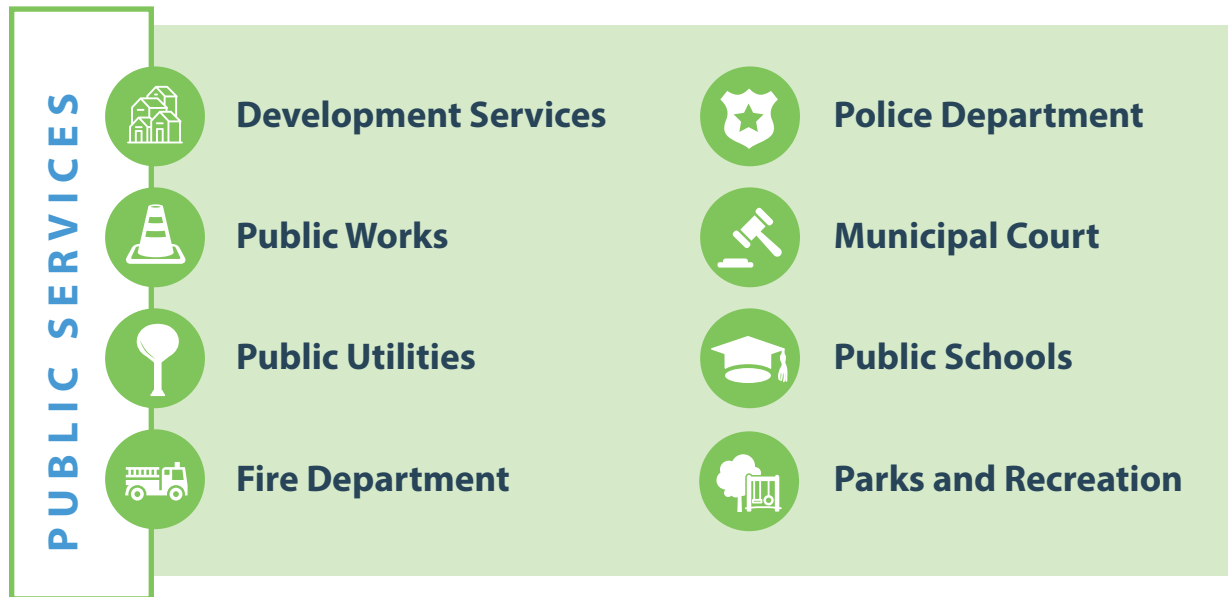 PUBLIC SERVICES
Development Services
Public Works
Public Utilities
Fire Department
Police Department
Municipal Court
Public Schools
Parks and Recreation